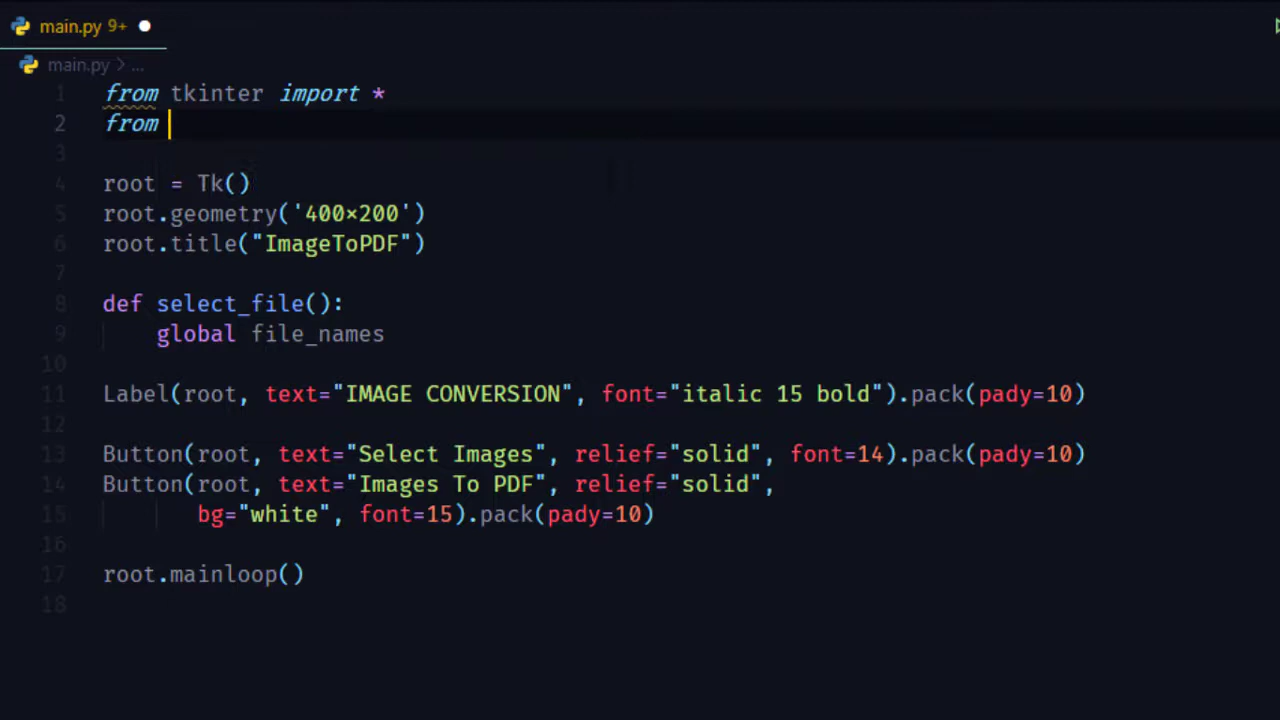 main.py 9+
main.py > ...
1 from tkinter import *
2 from
3
4 root = Tk()
5 root.geometry('400×200')
6 root.title("ImageToPDF")
7
8 def select_file():
9 global file_names
10
11 Label(root, text="IMAGE CONVERSION", font="italic 15 bold").pack(pady=10)
12
13 Button(root, text="Select Images", relief="solid", font=14).pack(pady=10)
14 Button(root, text="Images To PDF", relief="solid",
15 bg="white", font=15).pack(pady=10)
16
17 root.mainloop()
18